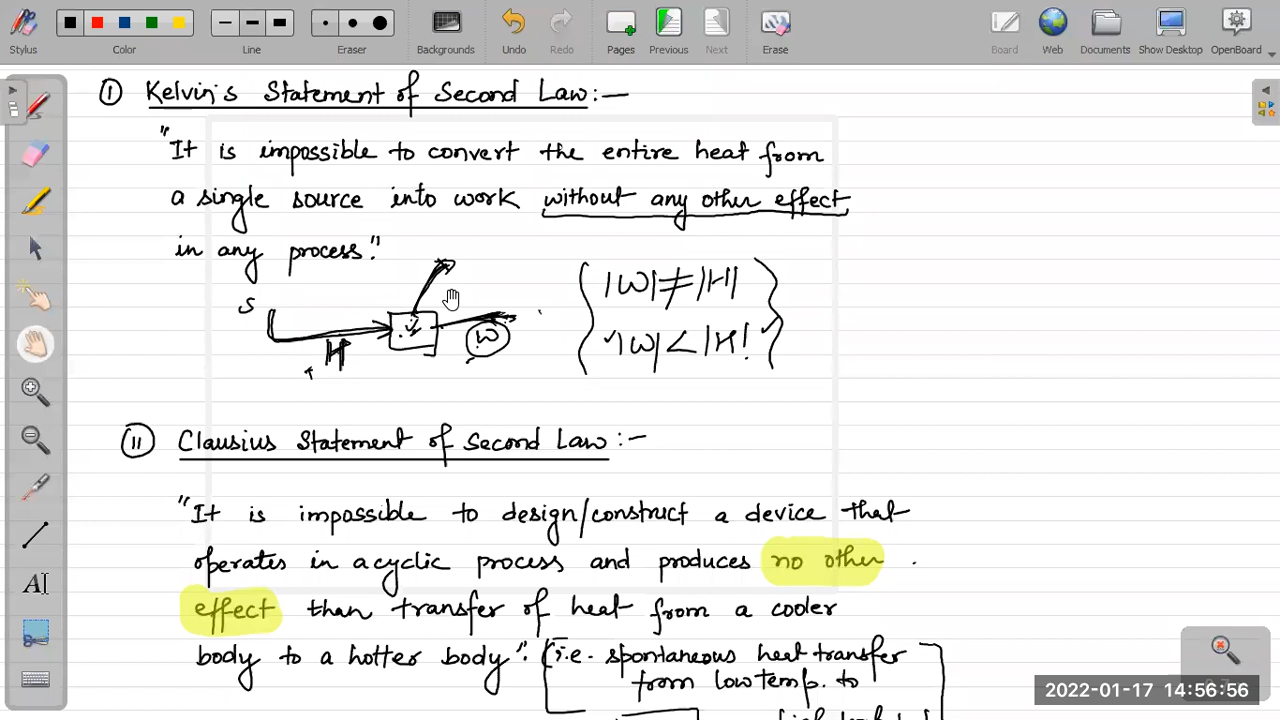 Stylus Color Line Eraser Backgrounds Undo Redo Pages Previous Next Erase Board Web Documents Show Desktop OpenBoard
I Kelvin's Statement of Second Law:—
"It is impossible to convert the entire heat from
a single source into work without any other effect
in any process."
S
H
W
|W| ≠ |H|
|W| < |H|
II Clausius Statement of Second Law:-
"It is impossible to design/construct a device that
operates in a cyclic process and produces no other
effect than transfer of heat from a cooler
body to a hotter body". [i.e. spontaneous heat transfer
from low temp. to
2022-01-17 14:56:56